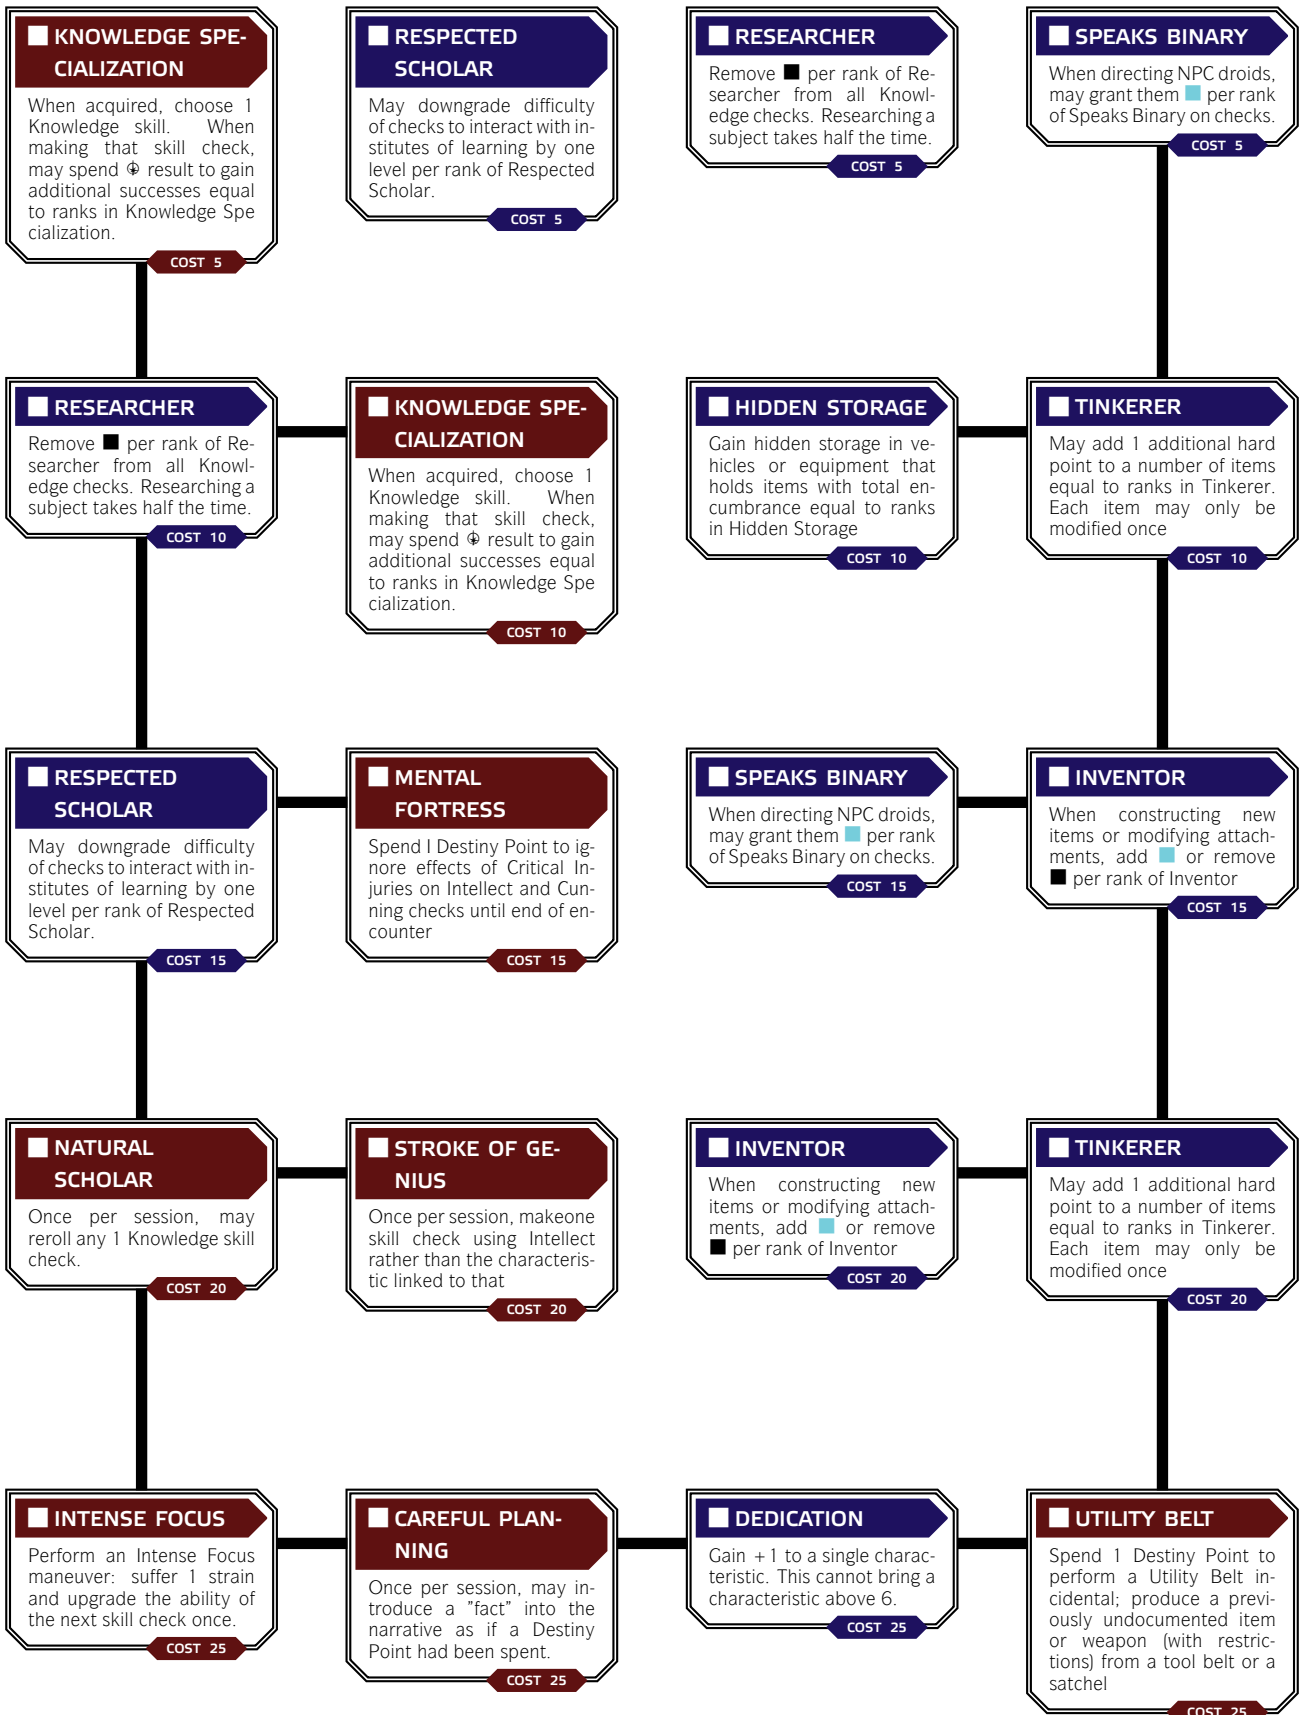 KNOWLEDGE SPE-
CIALIZATION
When acquired, choose 1
Knowledge skill. When
making that skill check,
may spend result to gain
additional successes equal
to ranks in Knowledge Spe
cialization.
COST 5
RESPECTED
SCHOLAR
May downgrade difficulty
of checks to interact with in-
stitutes of learning by one
level per rank of Respected
Scholar.
COST 5
RESEARCHER
Remove per rank of Re-
searcher from all Knowl-
edge checks. Researching a
subject takes half the time.
COST 5
SPEAKS BINARY
When directing NPC droids,
may grant them per rank
of Speaks Binary on checks.
COST 5
RESEARCHER
Remove per rank of Re-
searcher from all Knowl-
edge checks. Researching a
subject takes half the time.
COST 10
KNOWLEDGE SPE-
CIALIZATION
When acquired, choose 1
Knowledge skill. When
making that skill check,
may spend result to gain
additional successes equal
to ranks in Knowledge Spe
cialization.
COST 10
HIDDEN STORAGE
Gain hidden storage in ve-
hicles or equipment that
holds items with total en-
cumbrance equal to ranks
in Hidden Storage
COST 10
TINKERER
May add 1 additional hard
point to a number of items
equal to ranks in Tinkerer.
Each item may only be
modified once
COST 10
RESPECTED
SCHOLAR
May downgrade difficulty
of checks to interact with in-
stitutes of learning by one
level per rank of Respected
Scholar.
COST 15
MENTAL
FORTRESS
Spend I Destiny Point to ig-
nore effects of Critical In-
juries on Intellect and Cun-
ning checks until end of en-
counter
COST 15
SPEAKS BINARY
When directing NPC droids,
may grant them per rank
of Speaks Binary on checks.
COST 15
INVENTOR
When constructing new
items or modifying attach-
ments, add or remove
per rank of Inventor
COST 15
NATURAL
SCHOLAR
Once per session, may
reroll any 1 Knowledge skill
check.
COST 20
STROKE OF GE-
NIUS
Once per session, makeone
skill check using Intellect
rather than the characteris-
tic linked to that
COST 20
INVENTOR
When constructing new
items or modifying attach-
ments, add or remove
per rank of Inventor
COST 20
TINKERER
May add 1 additional hard
point to a number of items
equal to ranks in Tinkerer.
Each item may only be
modified once
COST 20
INTENSE FOCUS
Perform an Intense Focus
maneuver: suffer 1 strain
and upgrade the ability of
the next skill check once.
COST 25
CAREFUL PLAN-
NING
Once per session, may in-
troduce a "fact" into the
narrative as if a Destiny
Point had been spent.
COST 25
DEDICATION
Gain +1 to a single charac-
teristic. This cannot bring a
characteristic above 6.
COST 25
UTILITY BELT
Spend 1 Destiny Point to
perform a Utility Belt in-
cidental; produce a previ-
ously undocumented item
or weapon (with restric-
tions) from a tool belt or a
satchel
COST 25